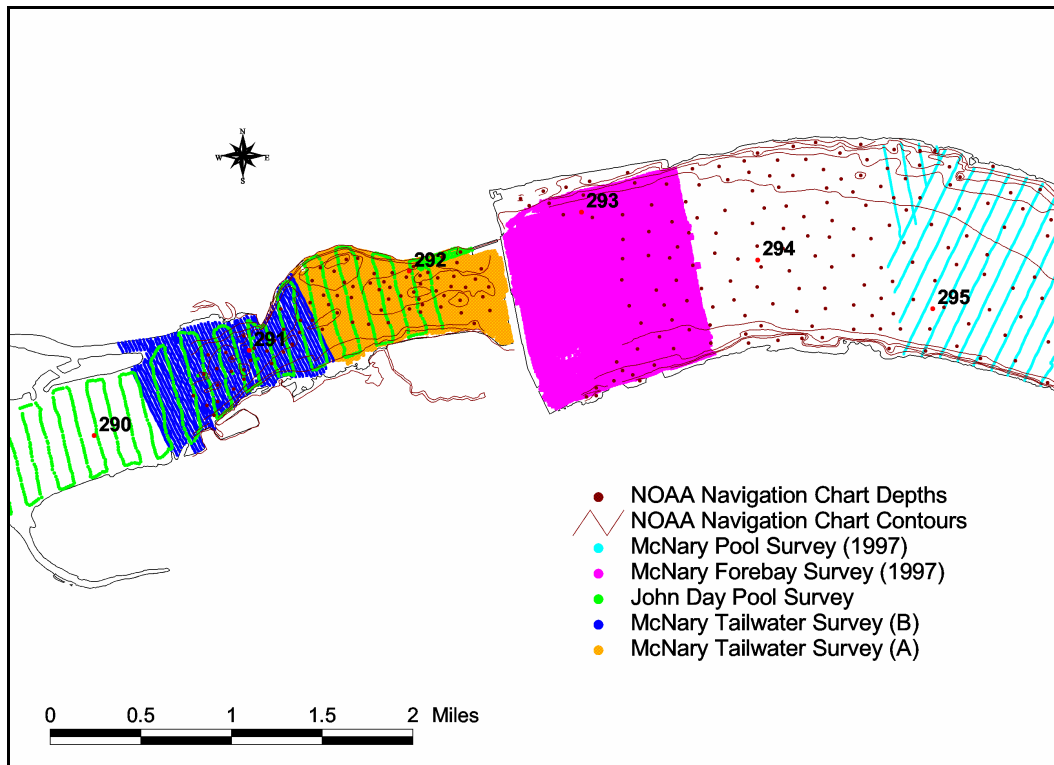 N
W E
S
293
294
292
295
291
290
NOAA Navigation Chart Depths
NOAA Navigation Chart Contours
McNary Pool Survey (1997)
McNary Forebay Survey (1997)
John Day Pool Survey
McNary Tailwater Survey (B)
McNary Tailwater Survey (A)
0 0.5 1 1.5 2 Miles